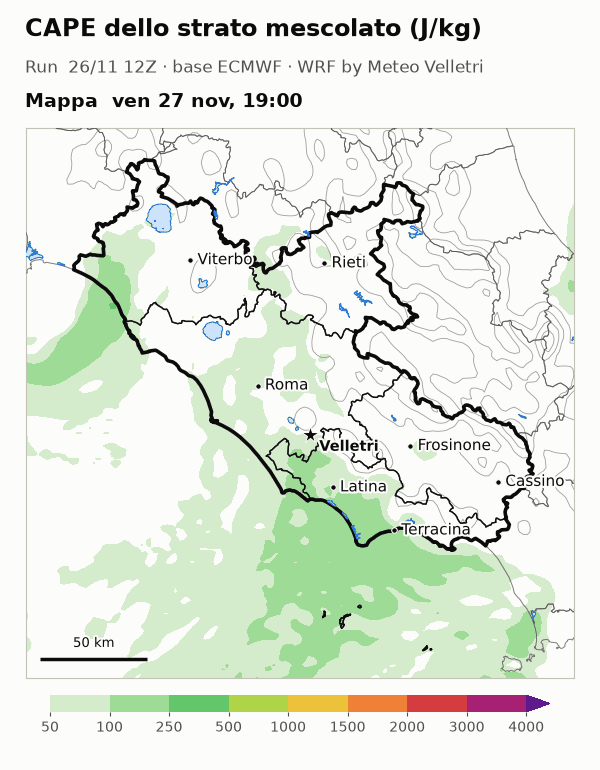 CAPE dello strato mescolato (J/kg)
Run 26/11 12Z · base ECMWF · WRF by Meteo Velletri
Mappa ven 27 nov, 19:00
Viterbo
Rieti
Roma
Velletri
Frosinone
Cassino
Latina
Terracina
50 km
50 100 250 500 1000 1500 2000 3000 4000